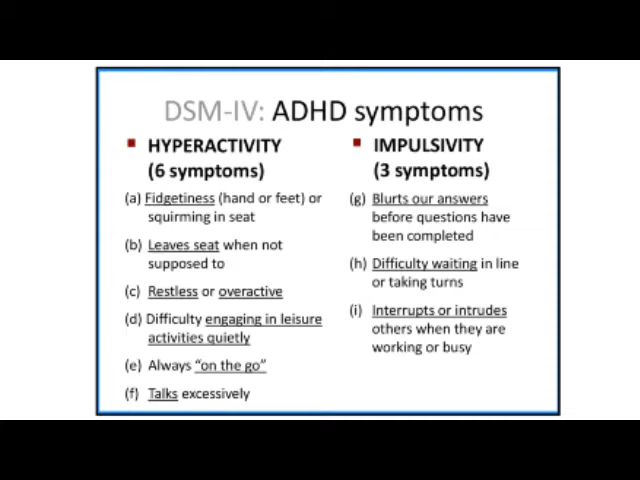 DSM-IV: ADHD symptoms
HYPERACTIVITY
(6 symptoms)
(a) Fidgetiness (hand or feet) or
squirming in seat
(b) Leaves seat when not
supposed to
(c) Restless or overactive
(d) Difficulty engaging in leisure
activities quietly
(e) Always “on the go”
(f) Talks excessively
IMPULSIVITY
(3 symptoms)
(g) Blurts our answers
before questions have
been completed
(h) Difficulty waiting in line
or taking turns
(i) Interrupts or intrudes
others when they are
working or busy